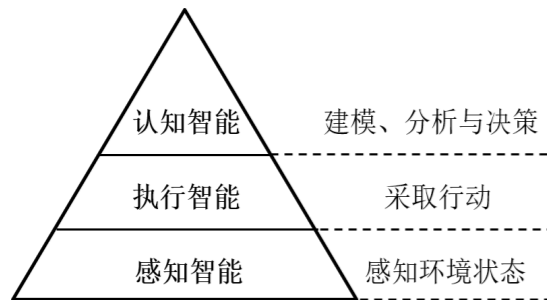 认知智能 建模、分析与决策
执行智能 采取行动
感知智能 感知环境状态